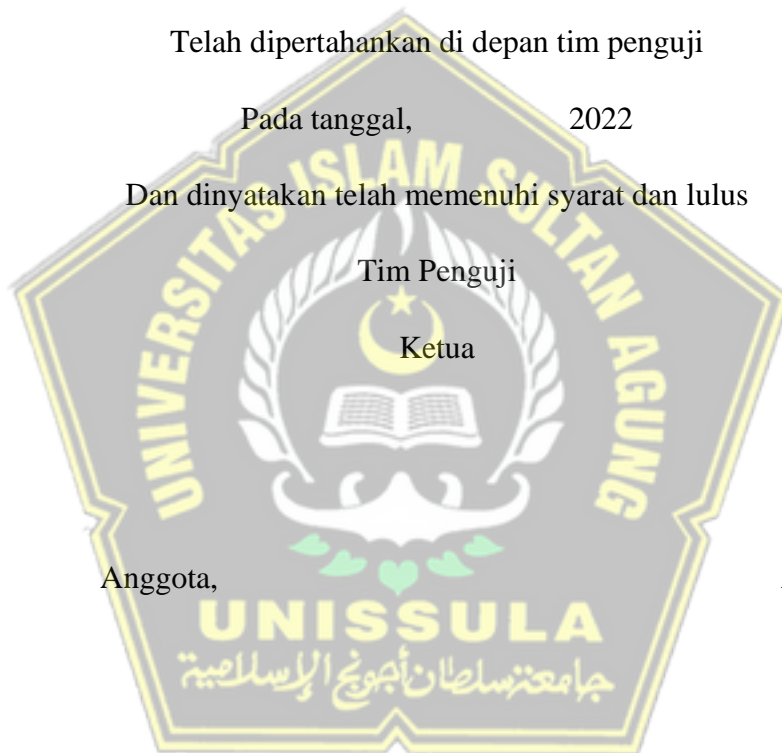 Telah dipertahankan di depan tim penguji
Pada tanggal, 2022
Dan dinyatakan telah memenuhi syarat dan lulus
Tim Penguji
Ketua
UNIVERSITAS ISLAM SULTAN AGUNG
Anggota,
UNISSULA
جامعة سلطان أجونج الإسلامية